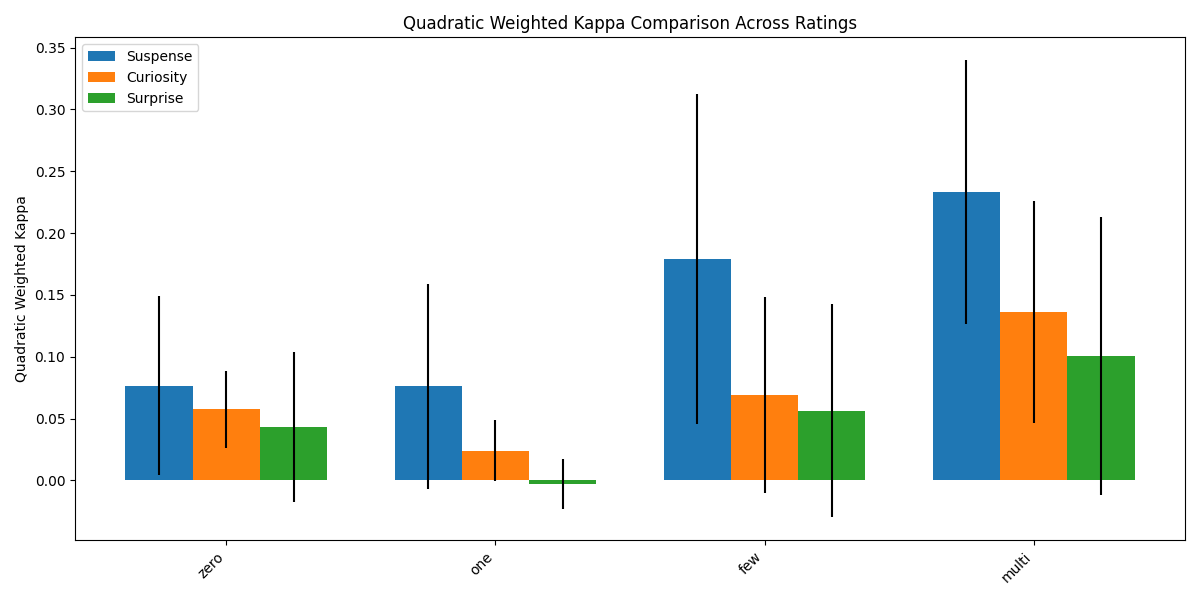 Quadratic Weighted Kappa Comparison Across Ratings
Suspense
Curiosity
Surprise
Quadratic Weighted Kappa
0.35
0.30
0.25
0.20
0.15
0.10
0.05
0.00
zero
one
few
multi